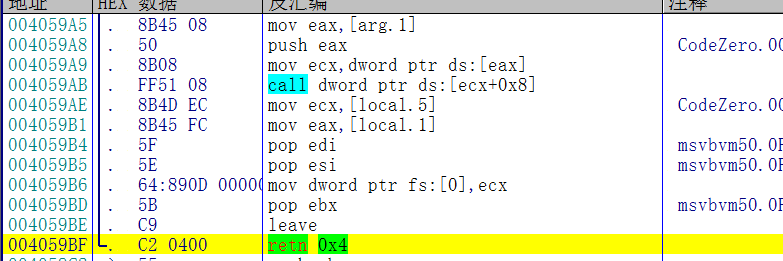 地址 HEX 数据 反汇编 注释
004059A5 . 8B45 08 mov eax,[arg.1]
004059A8 . 50 push eax CodeZero.00
004059A9 . 8B08 mov ecx,dword ptr ds:[eax]
004059AB . FF51 08 call dword ptr ds:[ecx+0x8]
004059AE . 8B4D EC mov ecx,[local.5] CodeZero.00
004059B1 . 8B45 FC mov eax,[local.1]
004059B4 . 5F pop edi msvbvm50.0F
004059B5 . 5E pop esi msvbvm50.0F
004059B6 . 64:890D 00000 mov dword ptr fs:[0],ecx
004059BD . 5B pop ebx msvbvm50.0F
004059BE . C9 leave
004059BF . C2 0400 retn 0x4